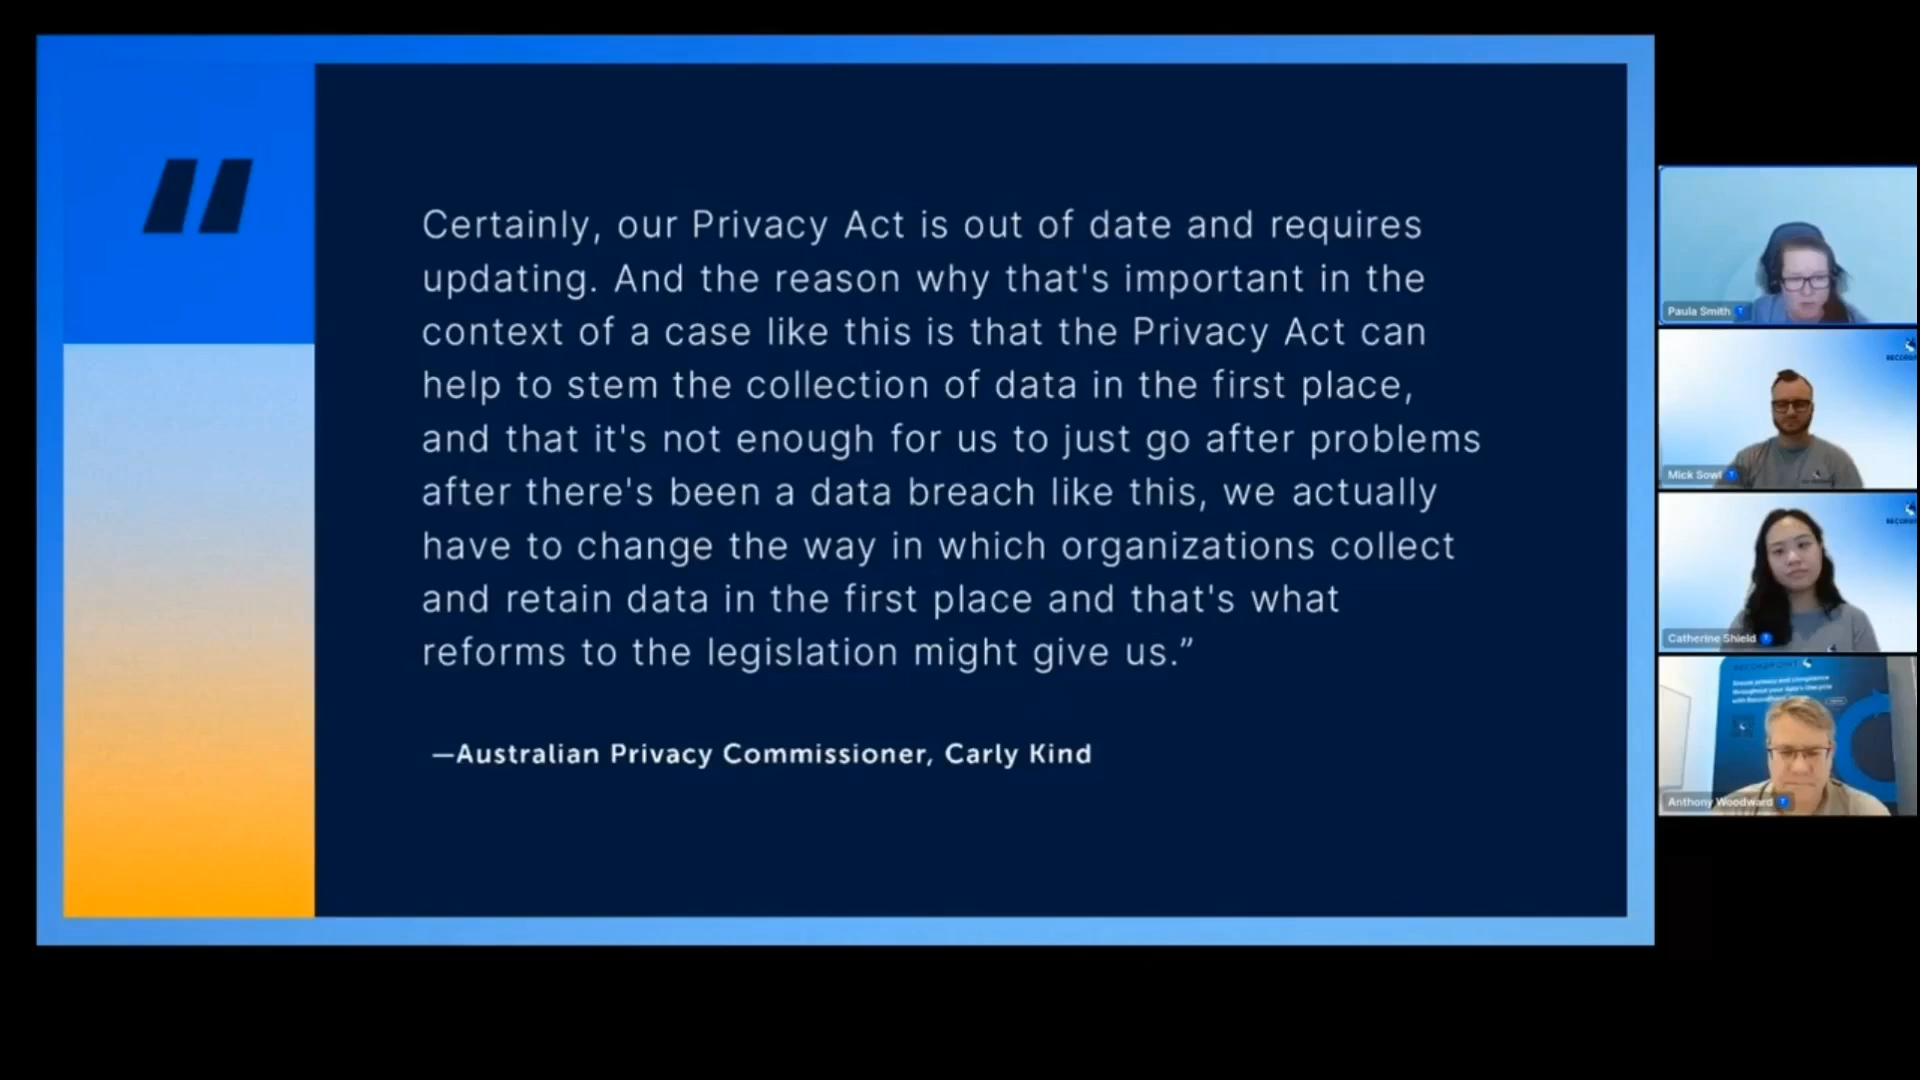 Certainly, our Privacy Act is out of date and requires
updating. And the reason why that's important in the
context of a case like this is that the Privacy Act can
help to stem the collection of data in the first place,
and that it's not enough for us to just go after problems
after there's been a data breach like this, we actually
have to change the way in which organizations collect
and retain data in the first place and that's what
reforms to the legislation might give us.”
—Australian Privacy Commissioner, Carly Kind
Paula Smith
Mick Sowl
Catherine Shield
Anthony Woodward